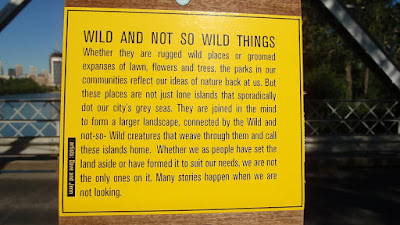 WILD AND NOT SO WILD THINGS
Whether they are rugged wild places or groomed
expanses of lawn, flowers and trees, the parks in our
communities reflect our ideas of nature back at us. But
these places are not just lone islands that sporadically
dot our city's grey seas. They are joined in the mind
to form a larger landscape, connected by the Wild and
not-so- Wild creatures that weave through them and call
these islands home. Whether we as people have set the
land aside or have formed it to suit our needs, we are not
the only ones on it. Many stories happen when we are
not looking.